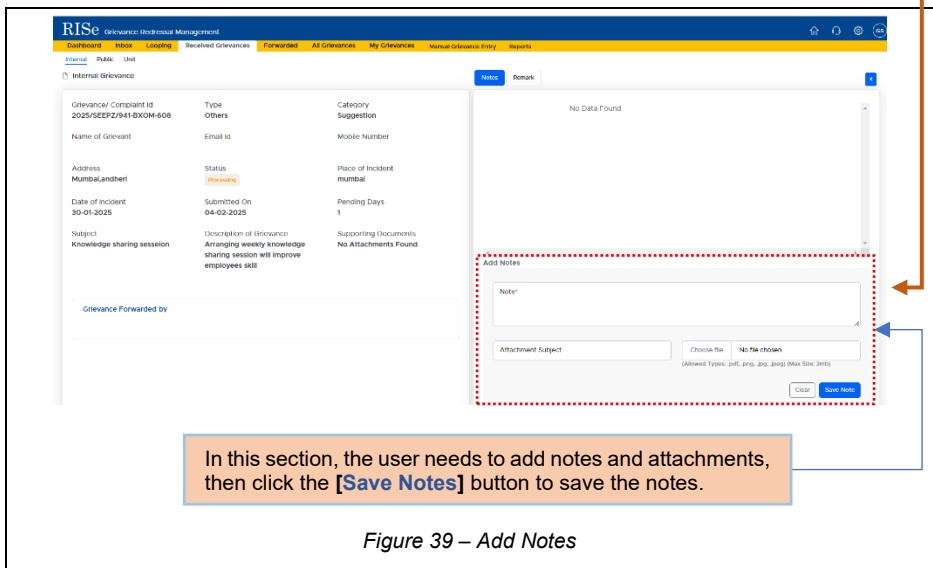 RISe Grievance Redressal Management
GS
Dashboard Inbox Looping Received Grievances Forwarded All Grievances My Grievances Manual Grievance Entry Reports
Internal Public Unit
Internal Grievance
Notes Remark
Grievance/ Complaint Id Type Category
2025/SEEPZ/941-BXOM-608 Others Suggestion
No Data Found
Name of Grievant Email Id Mobile Number
Address Status Place of Incident
Mumbai,andheri Processing mumbai
Date of Incident Submitted On Pending Days
30-01-2025 04-02-2025 1
Subject Description of Grievance Supporting Documents
Knowledge sharing sesseion Arranging weekly knowledge No Attachments Found
sharing session will improve
employees skill
Add Notes
Note*
Grievance Forwarded by
Attachment Subject Choose file No file chosen
(Allowed Types: .pdf, .png, .jpg, .jpeg) (Max Size: 2mb)
Clear Save Note
In this section, the user needs to add notes and attachments,
then click the [Save Notes] button to save the notes.
Figure 39 – Add Notes